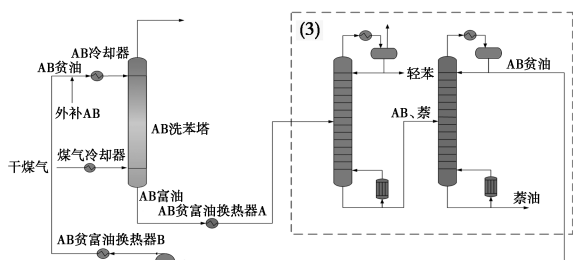 (3)
AB冷却器
AB贫油
外补AB
AB洗苯塔
干煤气
煤气冷却器
AB富油
AB贫富油换热器A
AB贫富油换热器B
轻苯
AB、萘
AB贫油
萘油